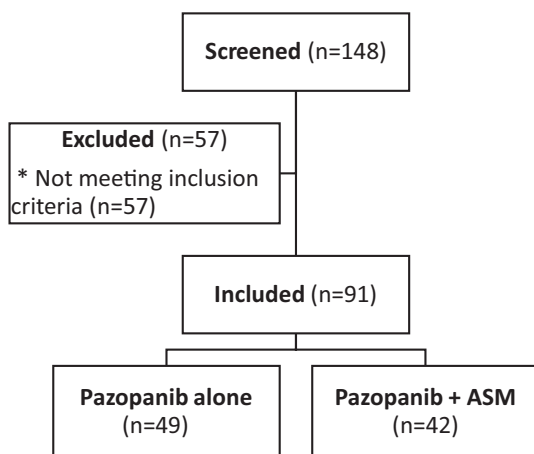 Screened (n=148)
Excluded (n=57)
* Not meeting inclusion
criteria (n=57)
Included (n=91)
Pazopanib alone
(n=49)
Pazopanib + ASM
(n=42)